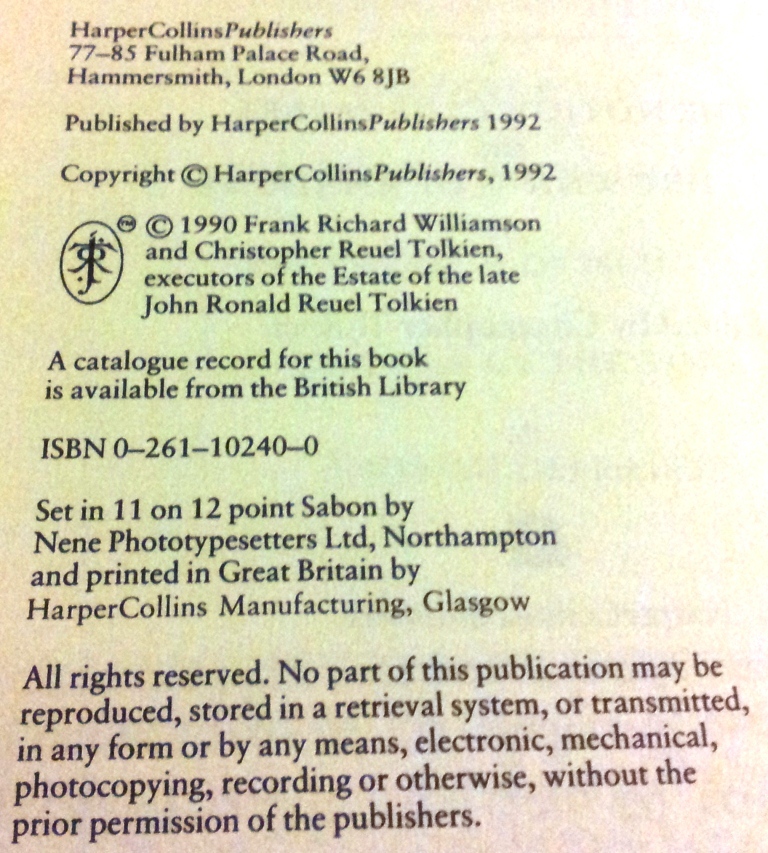 HarperCollinsPublishers
77–85 Fulham Palace Road,
Hammersmith, London W6 8JB
Published by HarperCollinsPublishers 1992
Copyright © HarperCollinsPublishers, 1992
™ © 1990 Frank Richard Williamson
and Christopher Reuel Tolkien,
executors of the Estate of the late
John Ronald Reuel Tolkien
A catalogue record for this book
is available from the British Library
ISBN 0–261–10240–0
Set in 11 on 12 point Sabon by
Nene Phototypesetters Ltd, Northampton
and printed in Great Britain by
HarperCollins Manufacturing, Glasgow
All rights reserved. No part of this publication may be
reproduced, stored in a retrieval system, or transmitted,
in any form or by any means, electronic, mechanical,
photocopying, recording or otherwise, without the
prior permission of the publishers.